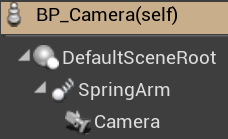 BP_Camera(self)
DefaultSceneRoot
SpringArm
Camera